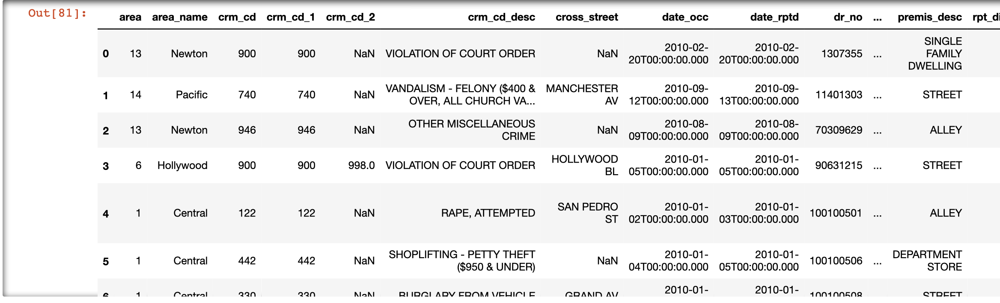 Out[81]:
area area_name crm_cd crm_cd_1 crm_cd_2 crm_cd_desc cross_street date_occ date_rptd dr_no ... premis_desc rpt_di
0 13 Newton 900 900 NaN VIOLATION OF COURT ORDER NaN 2010-02-20T00:00:00.000 2010-02-20T00:00:00.000 1307355 ... SINGLE FAMILY DWELLING
1 14 Pacific 740 740 NaN VANDALISM - FELONY ($400 & OVER, ALL CHURCH VA... MANCHESTER AV 2010-09-12T00:00:00.000 2010-09-13T00:00:00.000 11401303 ... STREET
2 13 Newton 946 946 NaN OTHER MISCELLANEOUS CRIME NaN 2010-08-09T00:00:00.000 2010-08-09T00:00:00.000 70309629 ... ALLEY
3 6 Hollywood 900 900 998.0 VIOLATION OF COURT ORDER HOLLYWOOD BL 2010-01-05T00:00:00.000 2010-01-05T00:00:00.000 90631215 ... STREET
4 1 Central 122 122 NaN RAPE, ATTEMPTED SAN PEDRO ST 2010-01-02T00:00:00.000 2010-01-03T00:00:00.000 100100501 ... ALLEY
5 1 Central 442 442 NaN SHOPLIFTING - PETTY THEFT ($950 & UNDER) NaN 2010-01-04T00:00:00.000 2010-01-05T00:00:00.000 100100506 ... DEPARTMENT STORE
6 1 Central 330 330 NaN BURGLARY FROM VEHICLE GRAND AV 2010-01- 2010-01- 100100508 STREET